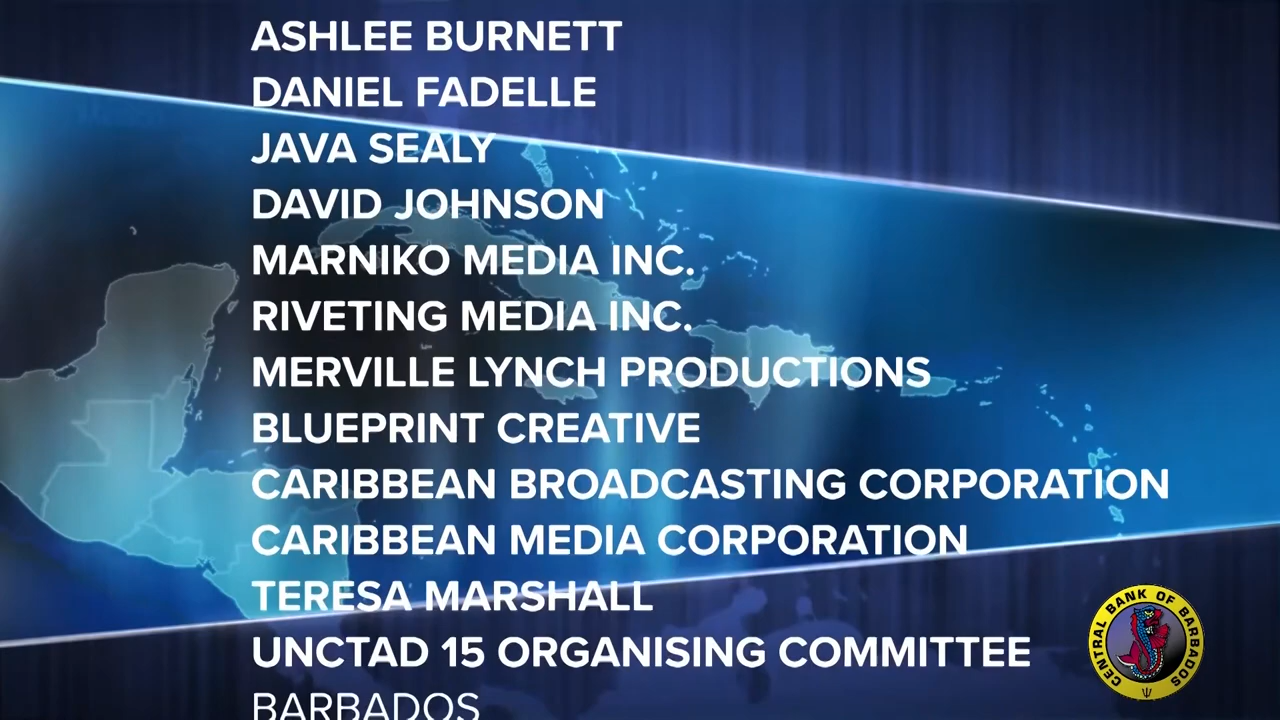 ASHLEE BURNETT
DANIEL FADELLE
JAVA SEALY
DAVID JOHNSON
MARNIKO MEDIA INC.
RIVETING MEDIA INC.
MERVILLE LYNCH PRODUCTIONS
BLUEPRINT CREATIVE
CARIBBEAN BROADCASTING CORPORATION
CARIBBEAN MEDIA CORPORATION
TERESA MARSHALL
UNCTAD 15 ORGANISING COMMITTEE
BARBADOS
CENTRAL BANK OF BARBADOS